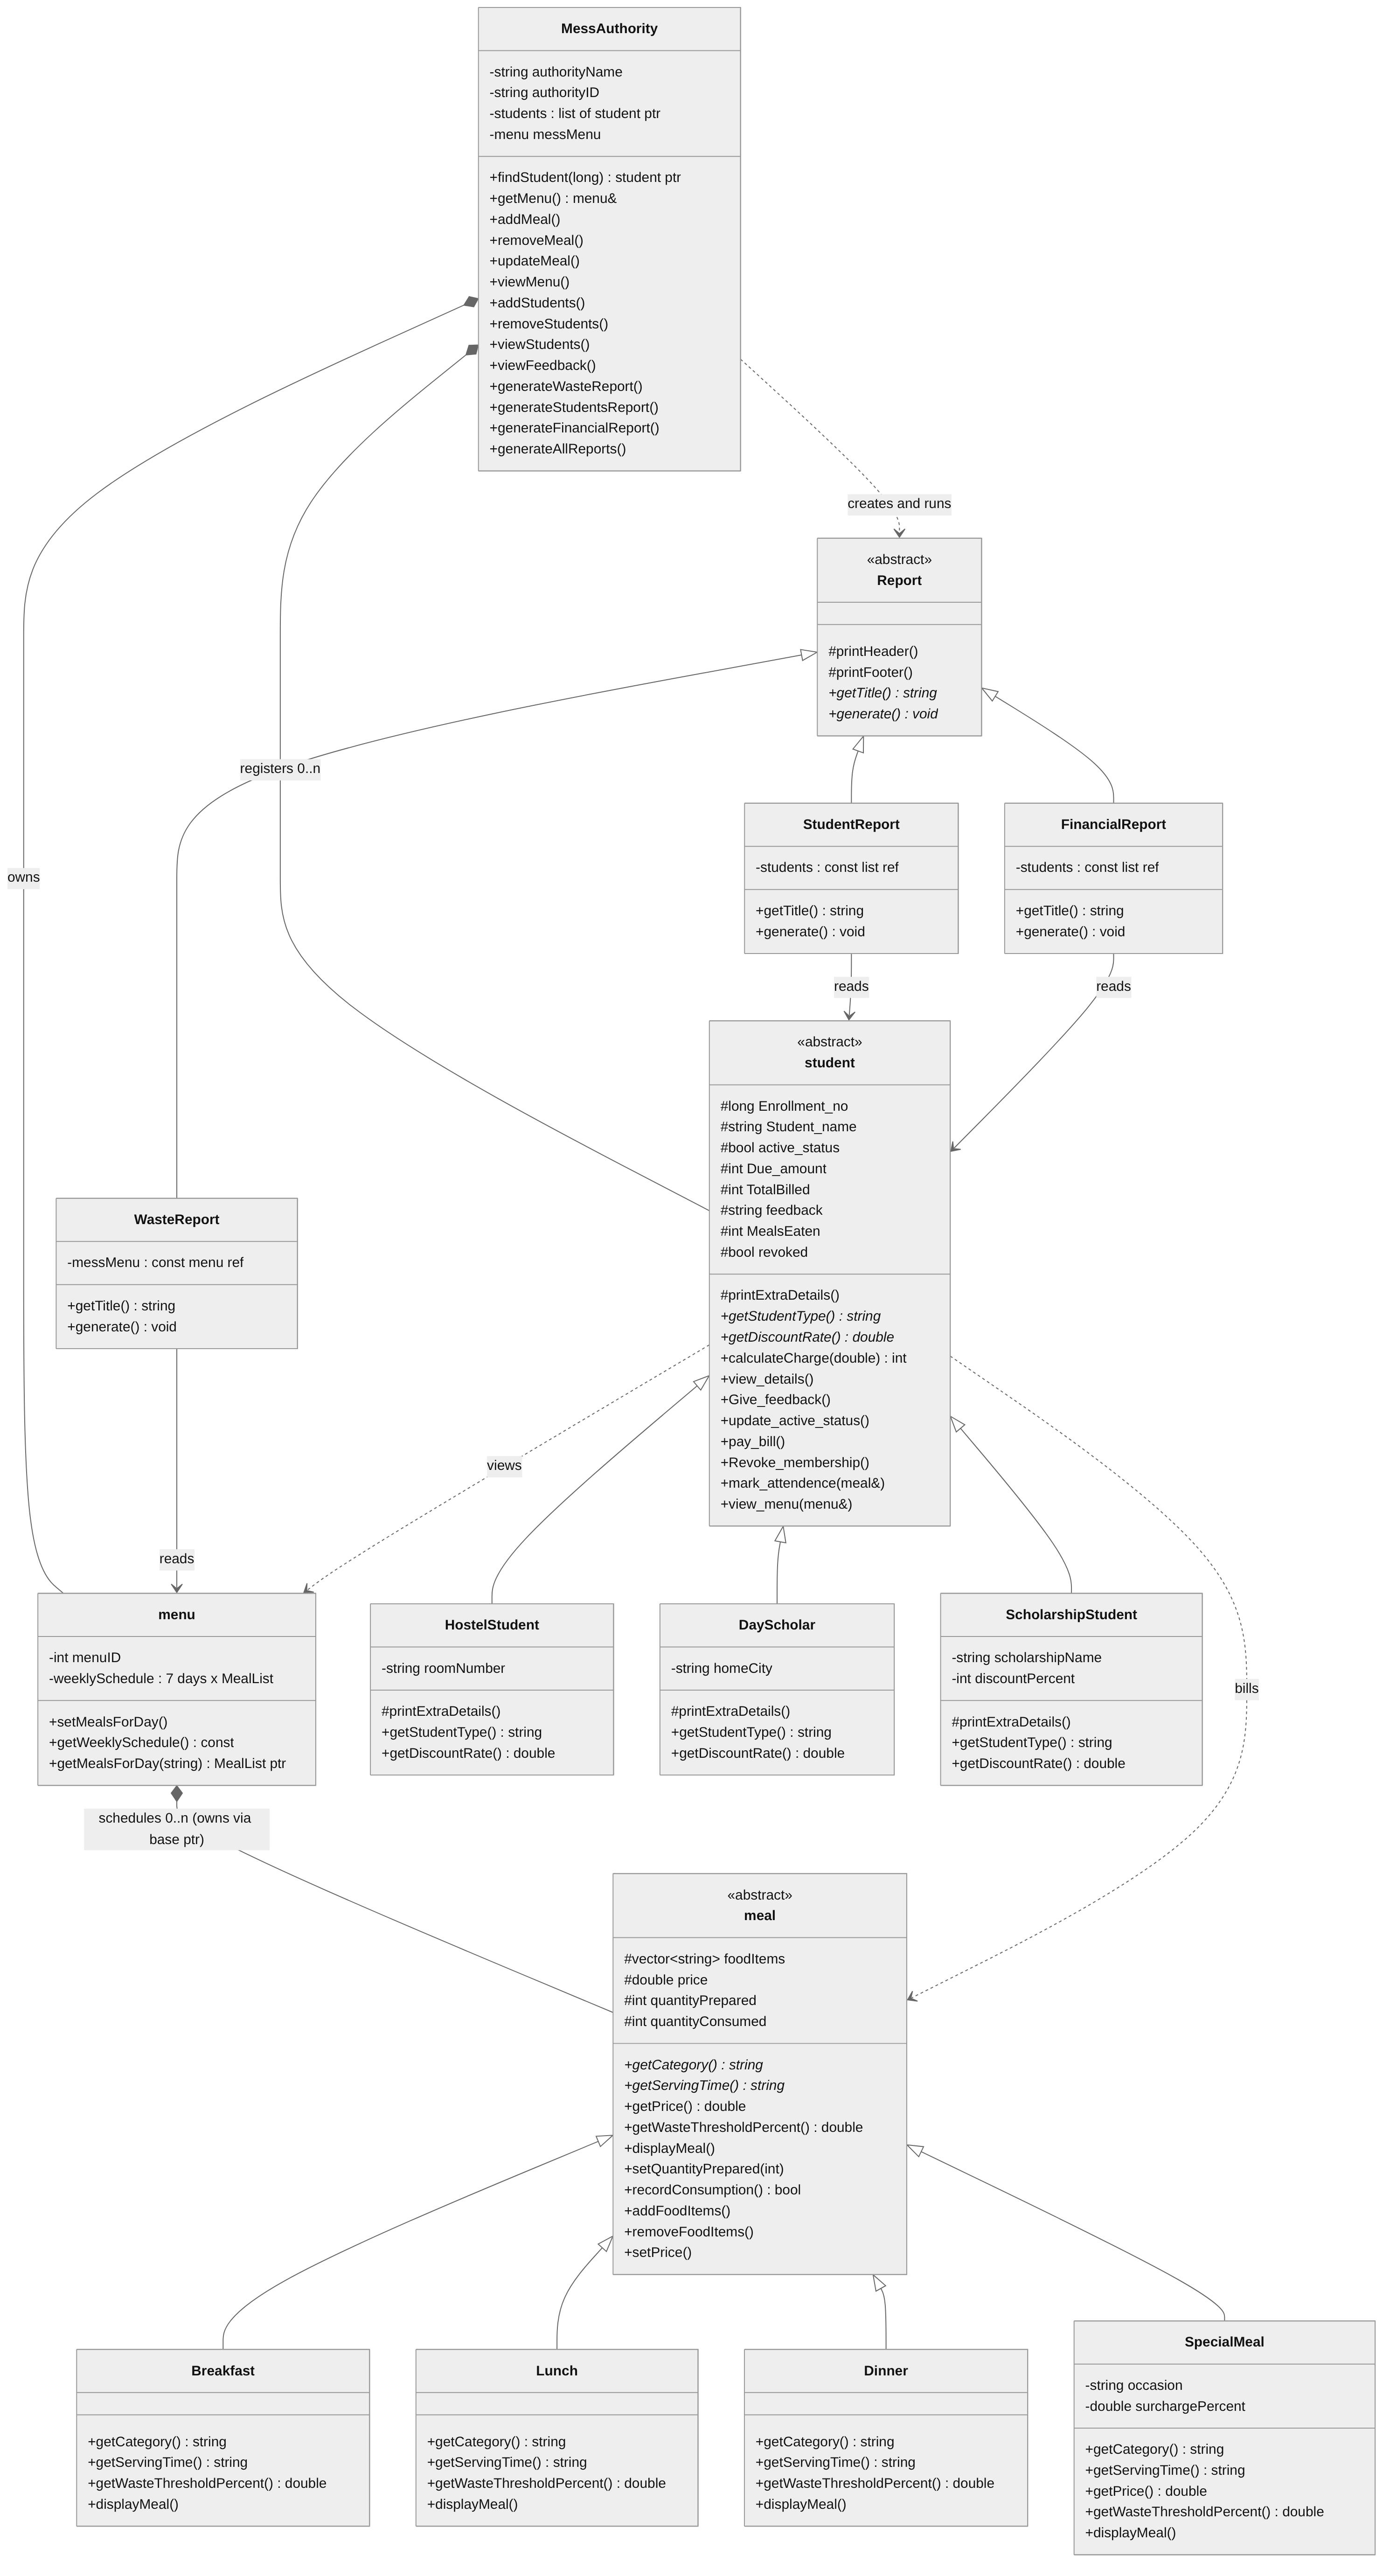 MessAuthority
-string authorityName
-string authorityID
-students : list of student ptr
-menu messMenu
+findStudent(long) : student ptr
+getMenu() : menu&
+addMeal()
+removeMeal()
+updateMeal()
+viewMenu()
+addStudents()
+removeStudents()
+viewStudents()
+viewFeedback()
+generateWasteReport()
+generateStudentsReport()
+generateFinancialReport()
+generateAllReports()
creates and runs
«abstract»
Report
#printHeader()
#printFooter()
+getTitle() : string
+generate() : void
registers 0..n
owns
StudentReport
-students : const list ref
+getTitle() : string
+generate() : void
FinancialReport
-students : const list ref
+getTitle() : string
+generate() : void
reads
reads
«abstract»
student
#long Enrollment_no
#string Student_name
#bool active_status
#int Due_amount
#int TotalBilled
#string feedback
#int MealsEaten
#bool revoked
#printExtraDetails()
+getStudentType() : string
+getDiscountRate() : double
+calculateCharge(double) : int
+view_details()
+Give_feedback()
+update_active_status()
+pay_bill()
+Revoke_membership()
+mark_attendence(meal&)
+view_menu(menu&)
WasteReport
-messMenu : const menu ref
+getTitle() : string
+generate() : void
views
reads
bills
menu
-int menuID
-weeklySchedule : 7 days x MealList
+setMealsForDay()
+getWeeklySchedule() : const
+getMealsForDay(string) : MealList ptr
HostelStudent
-string roomNumber
#printExtraDetails()
+getStudentType() : string
+getDiscountRate() : double
DayScholar
-string homeCity
#printExtraDetails()
+getStudentType() : string
+getDiscountRate() : double
ScholarshipStudent
-string scholarshipName
-int discountPercent
#printExtraDetails()
+getStudentType() : string
+getDiscountRate() : double
schedules 0..n (owns via
base ptr)
«abstract»
meal
#vector<string> foodItems
#double price
#int quantityPrepared
#int quantityConsumed
+getCategory() : string
+getServingTime() : string
+getPrice() : double
+getWasteThresholdPercent() : double
+displayMeal()
+setQuantityPrepared(int)
+recordConsumption() : bool
+addFoodItems()
+removeFoodItems()
+setPrice()
Breakfast
+getCategory() : string
+getServingTime() : string
+getWasteThresholdPercent() : double
+displayMeal()
Lunch
+getCategory() : string
+getServingTime() : string
+getWasteThresholdPercent() : double
+displayMeal()
Dinner
+getCategory() : string
+getServingTime() : string
+getWasteThresholdPercent() : double
+displayMeal()
SpecialMeal
-string occasion
-double surchargePercent
+getCategory() : string
+getServingTime() : string
+getPrice() : double
+getWasteThresholdPercent() : double
+displayMeal()